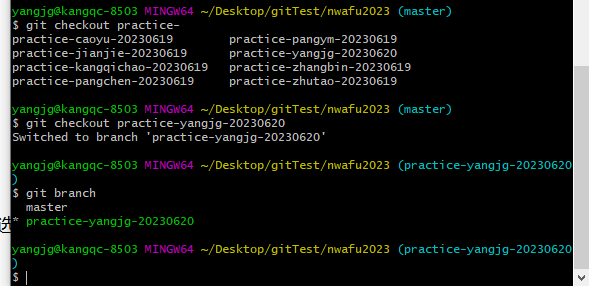 yangjg@kangqc-8503 MINGW64 ~/Desktop/gitTest/nwafu2023 (master)
$ git checkout practice-
practice-caoyu-20230619 practice-pangym-20230619
practice-jianjie-20230619 practice-yangjg-20230620
practice-kangqichao-20230619 practice-zhangbin-20230619
practice-pangchen-20230619 practice-zhutao-20230619
yangjg@kangqc-8503 MINGW64 ~/Desktop/gitTest/nwafu2023 (master)
$ git checkout practice-yangjg-20230620
Switched to branch 'practice-yangjg-20230620'
yangjg@kangqc-8503 MINGW64 ~/Desktop/gitTest/nwafu2023 (practice-yangjg-20230620
)
$ git branch
master
* practice-yangjg-20230620
yangjg@kangqc-8503 MINGW64 ~/Desktop/gitTest/nwafu2023 (practice-yangjg-20230620
)
$